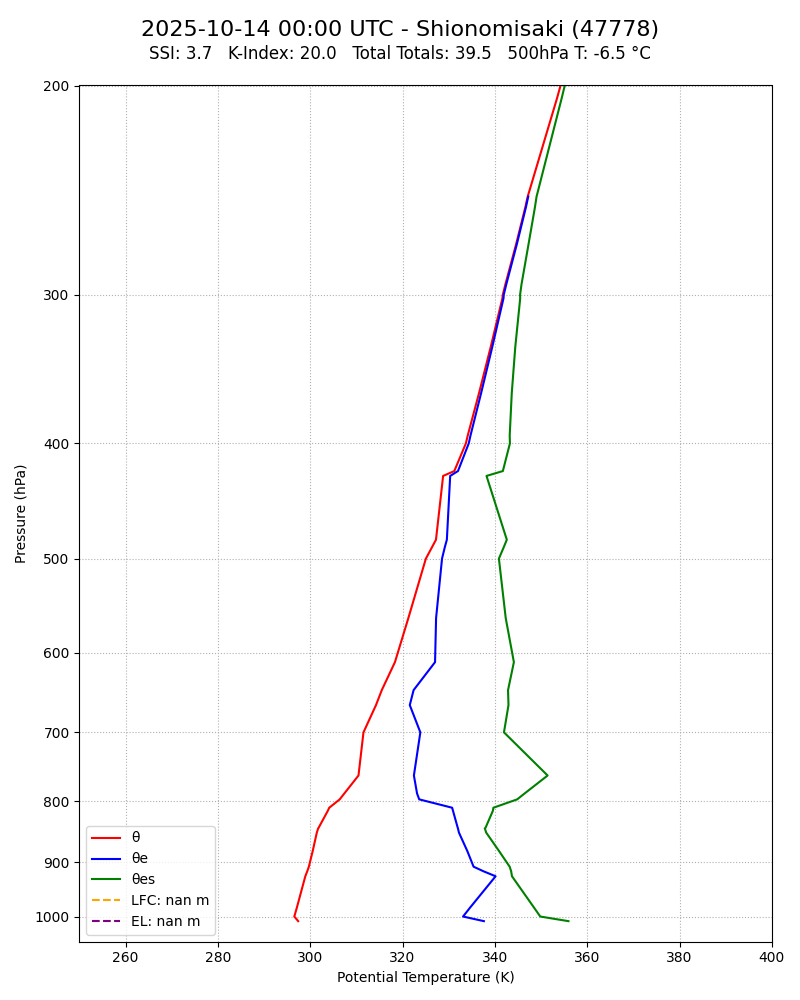 2025-10-14 00:00 UTC - Shionomisaki (47778)
SSI: 3.7   K-Index: 20.0   Total Totals: 39.5   500hPa T: -6.5 °C
200
300
400
500
600
700
800
900
1000
Pressure (hPa)
θ
θe
θes
LFC: nan m
EL: nan m
260 280 300 320 340 360 380 400
Potential Temperature (K)